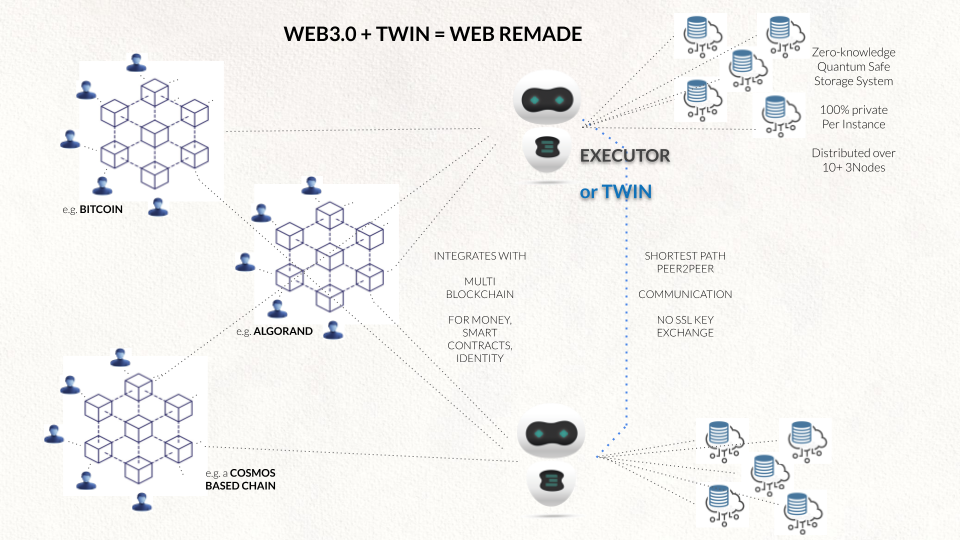 WEB3.0 + TWIN = WEB REMADE
Zero-knowledge
Quantum Safe
Storage System
100% private
Per Instance
Distributed over
10+ 3Nodes
EXECUTOR
or TWIN
e.g. BITCOIN
e.g. ALGORAND
INTEGRATES WITH
MULTI
BLOCKCHAIN
FOR MONEY,
SMART
CONTRACTS,
IDENTITY
SHORTEST PATH
PEER2PEER
COMMUNICATION
NO SSL KEY
EXCHANGE
e.g. a COSMOS
BASED CHAIN